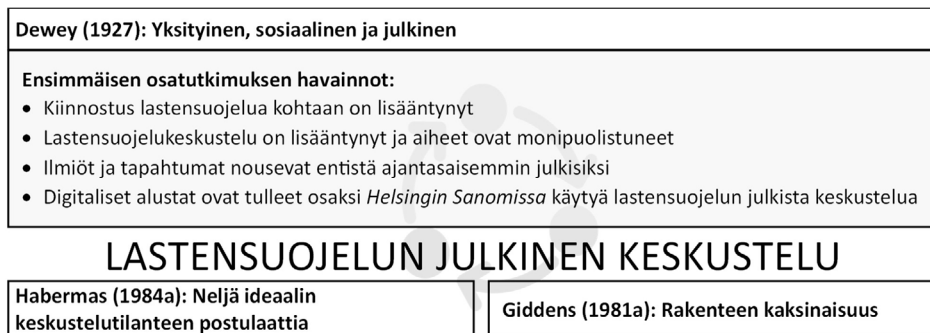 Dewey (1927): Yksityinen, sosiaalinen ja julkinen
Ensimmäisen osatutkimuksen havainnot:
• Kiinnostus lastensuojelua kohtaan on lisääntynyt
• Lastensuojelukeskustelu on lisääntynyt ja aiheet ovat monipuolistuneet
• Ilmiöt ja tapahtumat nousevat entistä ajantasaisemmin julkisiksi
• Digitaliset alustat ovat tulleet osaksi Helsingin Sanomissa käytyä lastensuojelun julkista keskustelua
LASTENSUOJELUN JULKINEN KESKUSTELU
Habermas (1984a): Neljä ideaalin
keskustelutilanteen postulaattia
Giddens (1981a): Rakenteen kaksinaisuus